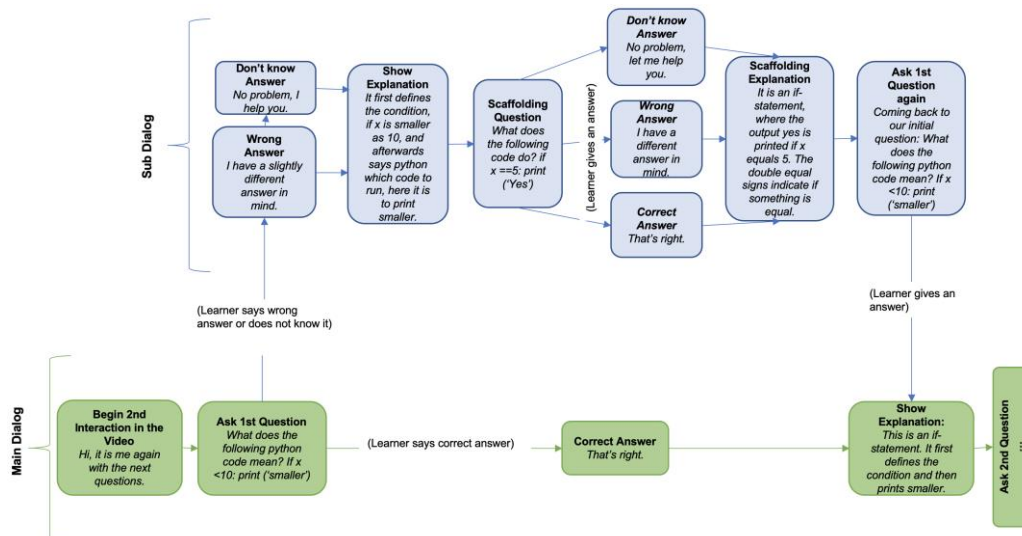 Sub Dialog
Don't know
Answer
No problem, I
help you.
Wrong
Answer
I have a slightly
different
answer in
mind.
Show
Explanation
It first defines
the condition,
if x is smaller
as 10, and
afterwards
says python
which code to
run, here it is
to print
smaller.
Scaffolding
Question
What does
the following
code do? if
x ==5: print
('Yes')
(Learner gives an answer)
Don't know
Answer
No problem,
let me help
you.
Wrong
Answer
I have a
different
answer in
mind.
Correct
Answer
That's right.
Scaffolding
Explanation
It is an if-
statement,
where the
output yes is
printed if x
equals 5. The
double equal
signs indicate if
something is
equal.
Ask 1st
Question
again
Coming back to
our initial
question: What
does the
following python
code mean? If x
<10: print
('smaller')
(Learner says wrong
answer or does not know it)
(Learner gives an
answer)
Main Dialog
Begin 2nd
Interaction in the
Video
Hi, it is me again
with the next
questions.
Ask 1st Question
What does the
following python
code mean? If x
<10: print ('smaller')
(Learner says correct answer)
Correct Answer
That's right.
Show
Explanation:
This is an if-
statement. It first
defines the
condition and then
prints smaller.
Ask 2nd Question
...